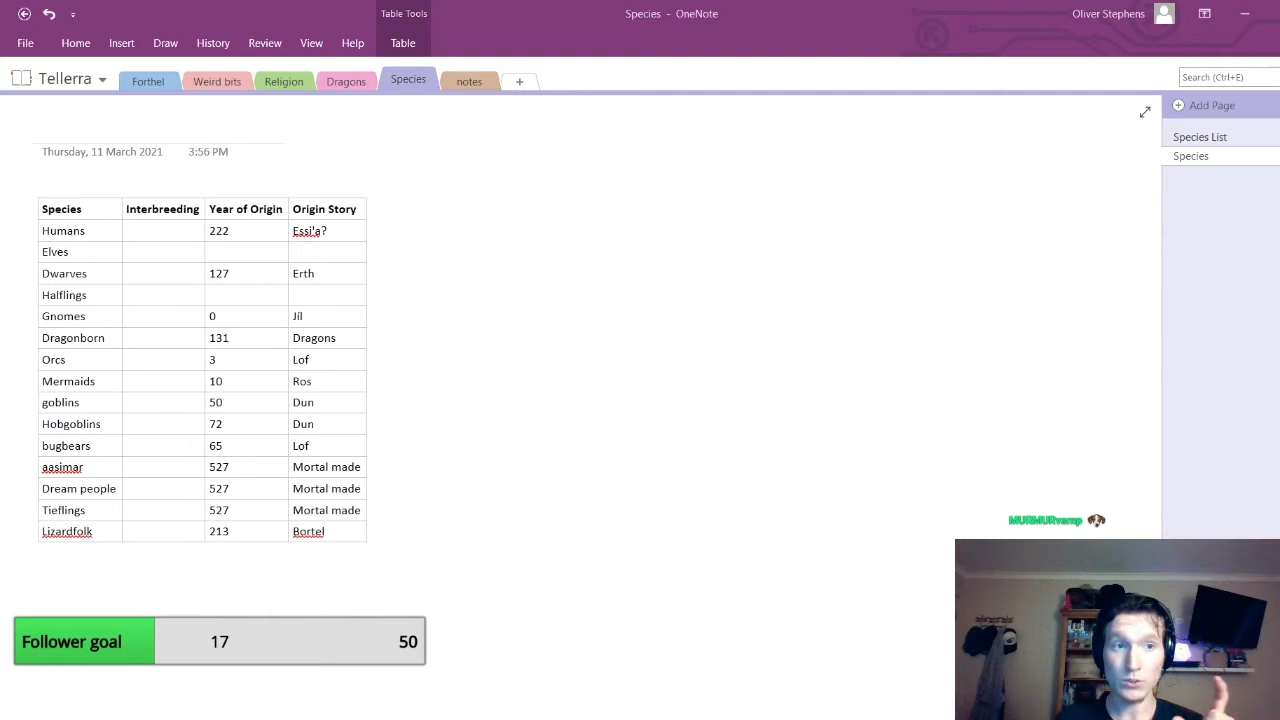 Table Tools
Species - OneNote
Oliver Stephens
File Home Insert Draw History Review View Help Table
Tellerra Forthel Weird bits Religion Dragons Species notes
Search (Ctrl+E)
Add Page
Species List
Species
Thursday, 11 March 2021 3:56 PM
Species Interbreeding Year of Origin Origin Story
Humans 222 Essi'a?
Elves
Dwarves 127 Erth
Halflings
Gnomes 0 Jíl
Dragonborn 131 Dragons
Orcs 3 Lof
Mermaids 10 Ros
goblins 50 Dun
Hobgoblins 72 Dun
bugbears 65 Lof
aasimar 527 Mortal made
Dream people 527 Mortal made
Tieflings 527 Mortal made
Lizardfolk 213 Bortel
MURMURvamp
Follower goal 17 50